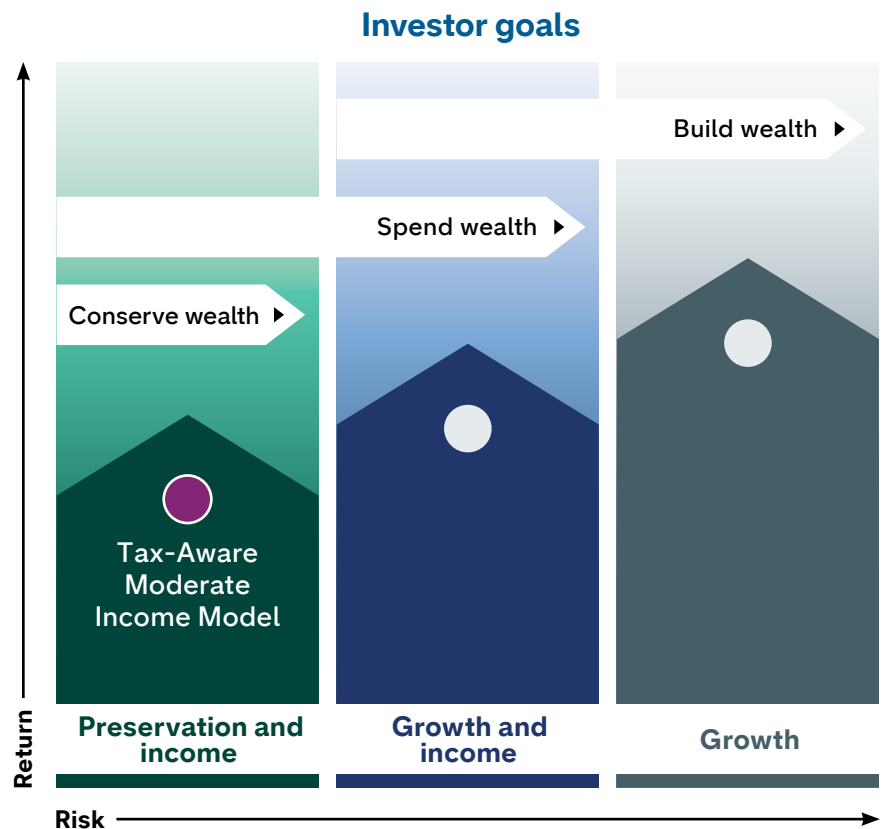 Investor goals
Build wealth
Spend wealth
Conserve wealth
Tax-Aware
Moderate
Income Model
Return
Preservation and
income
Growth and
income
Growth
Risk